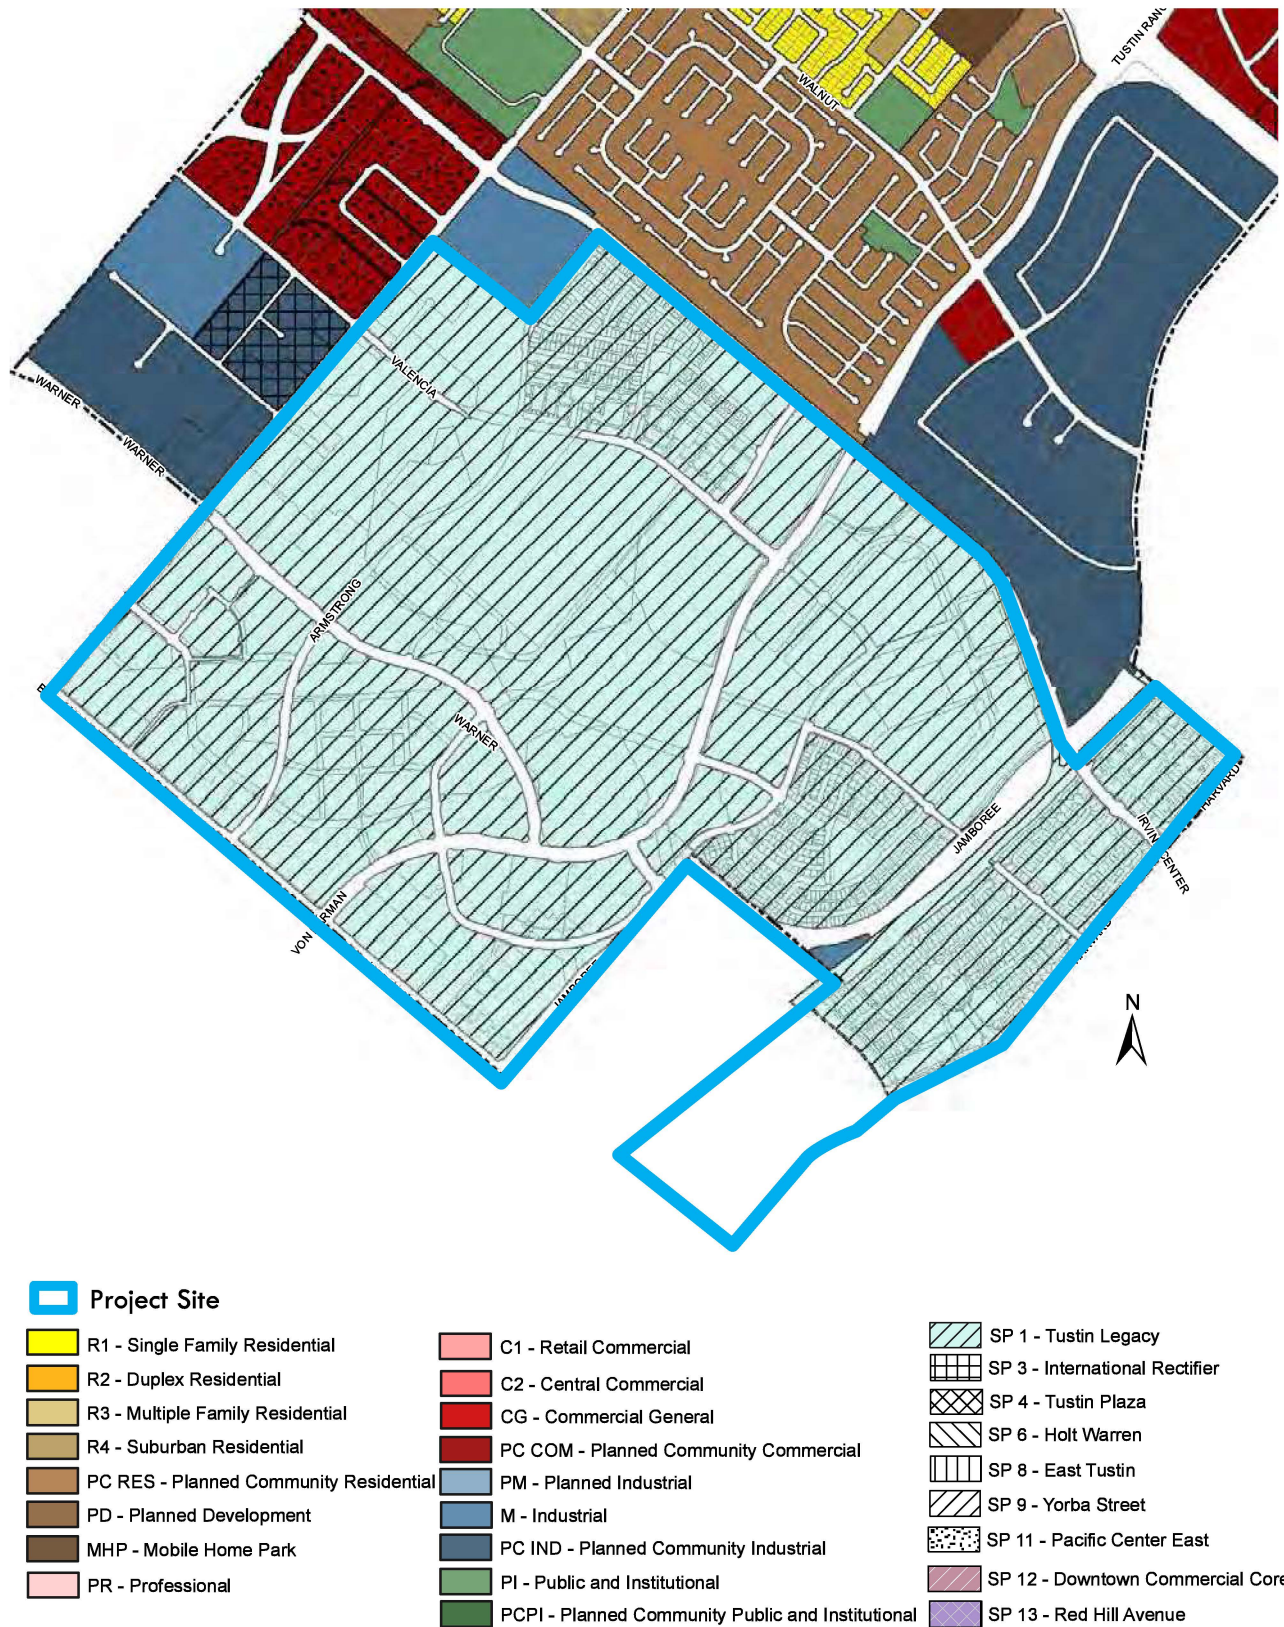 TUSTIN
WALNUT
VALENCIA
WARNER
WARNER
ARMSTRONG
WARNER
JAMBOREE
HARVARD
CENTER
VON
N
Project Site
R1 - Single Family Residential
R2 - Duplex Residential
R3 - Multiple Family Residential
R4 - Suburban Residential
PC RES - Planned Community Residential
PD - Planned Development
MHP - Mobile Home Park
PR - Professional
C1 - Retail Commercial
C2 - Central Commercial
CG - Commercial General
PC COM - Planned Community Commercial
PM - Planned Industrial
M - Industrial
PC IND - Planned Community Industrial
PI - Public and Institutional
PCPI - Planned Community Public and Institutional
SP 1 - Tustin Legacy
SP 3 - International Rectifier
SP 4 - Tustin Plaza
SP 6 - Holt Warren
SP 8 - East Tustin
SP 9 - Yorba Street
SP 11 - Pacific Center East
SP 12 - Downtown Commercial Core
SP 13 - Red Hill Avenue